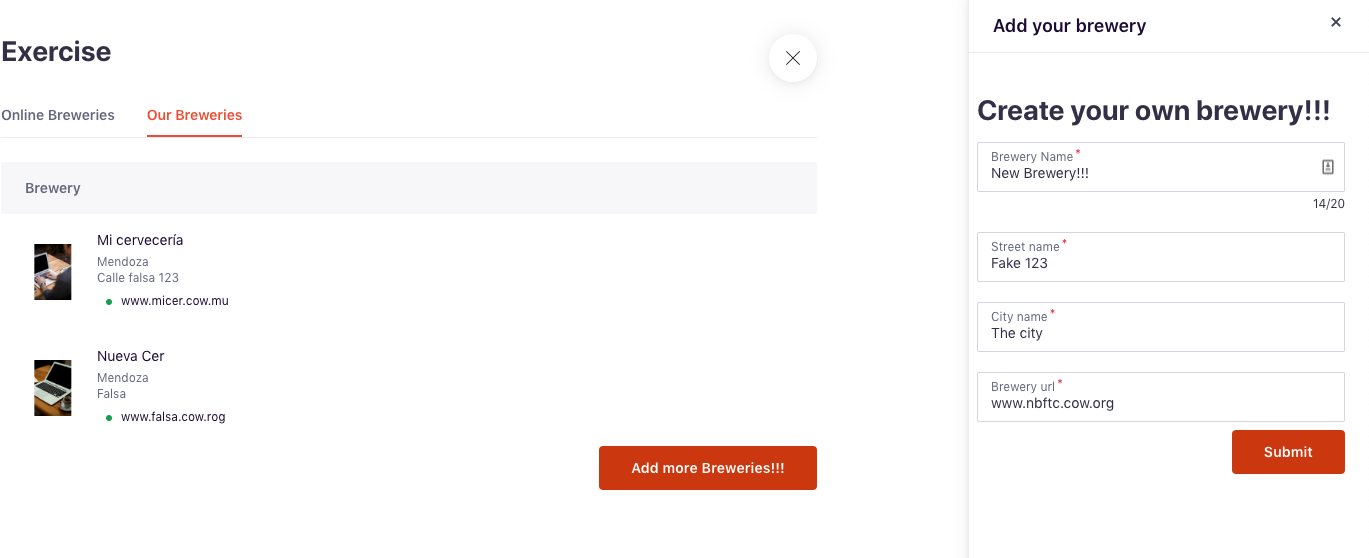 Exercise
Online Breweries
Our Breweries
Brewery
Mi cervecería
Mendoza
Calle falsa 123
www.micer.cow.mu
Nueva Cer
Mendoza
Falsa
www.falsa.cow.rog
Add more Breweries!!!
Add your brewery
Create your own brewery!!!
Brewery Name*
New Brewery!!!
14/20
Street name*
Fake 123
City name*
The city
Brewery url*
www.nbftc.cow.org
Submit